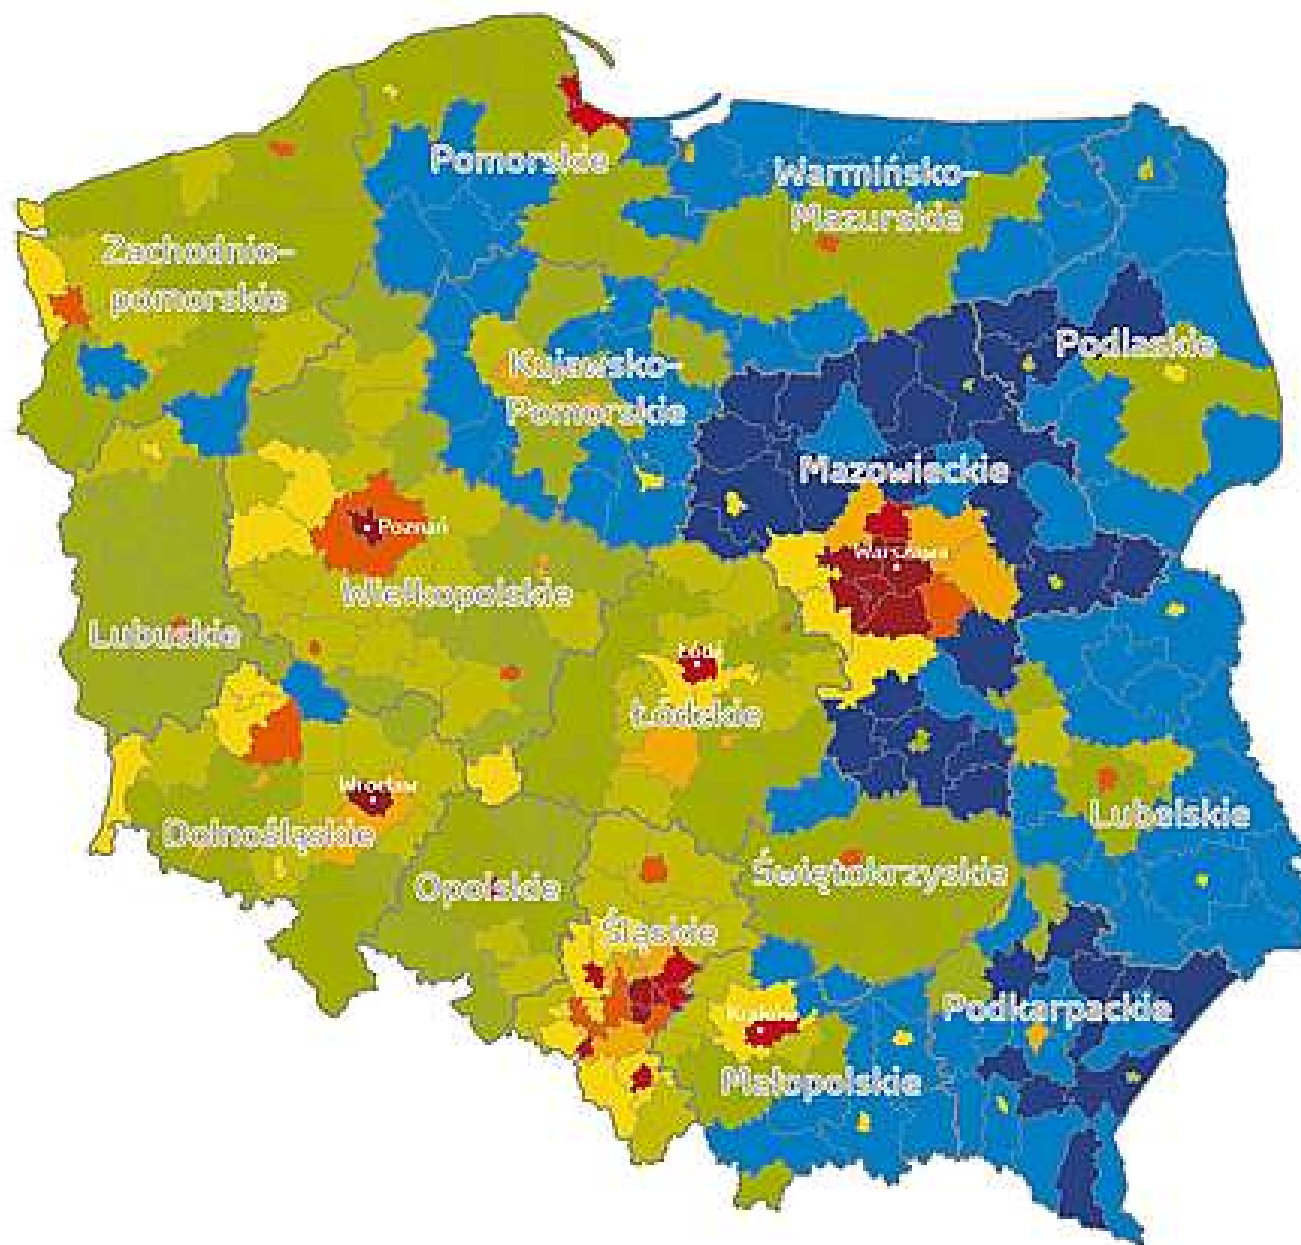 Pomorskie
Warmińsko-
Mazurskie
Zachodnio-
pomorskie
Podlaskie
Kujawsko-
Pomorskie
Mazowieckie
Poznań
Warszawa
Wielkopolskie
Lubuskie
Łódź
Łódzkie
Wrocław
Lubelskie
Dolnośląskie
Opolskie
Świętokrzyskie
Śląskie
Podkarpackie
Kraków
Małopolskie